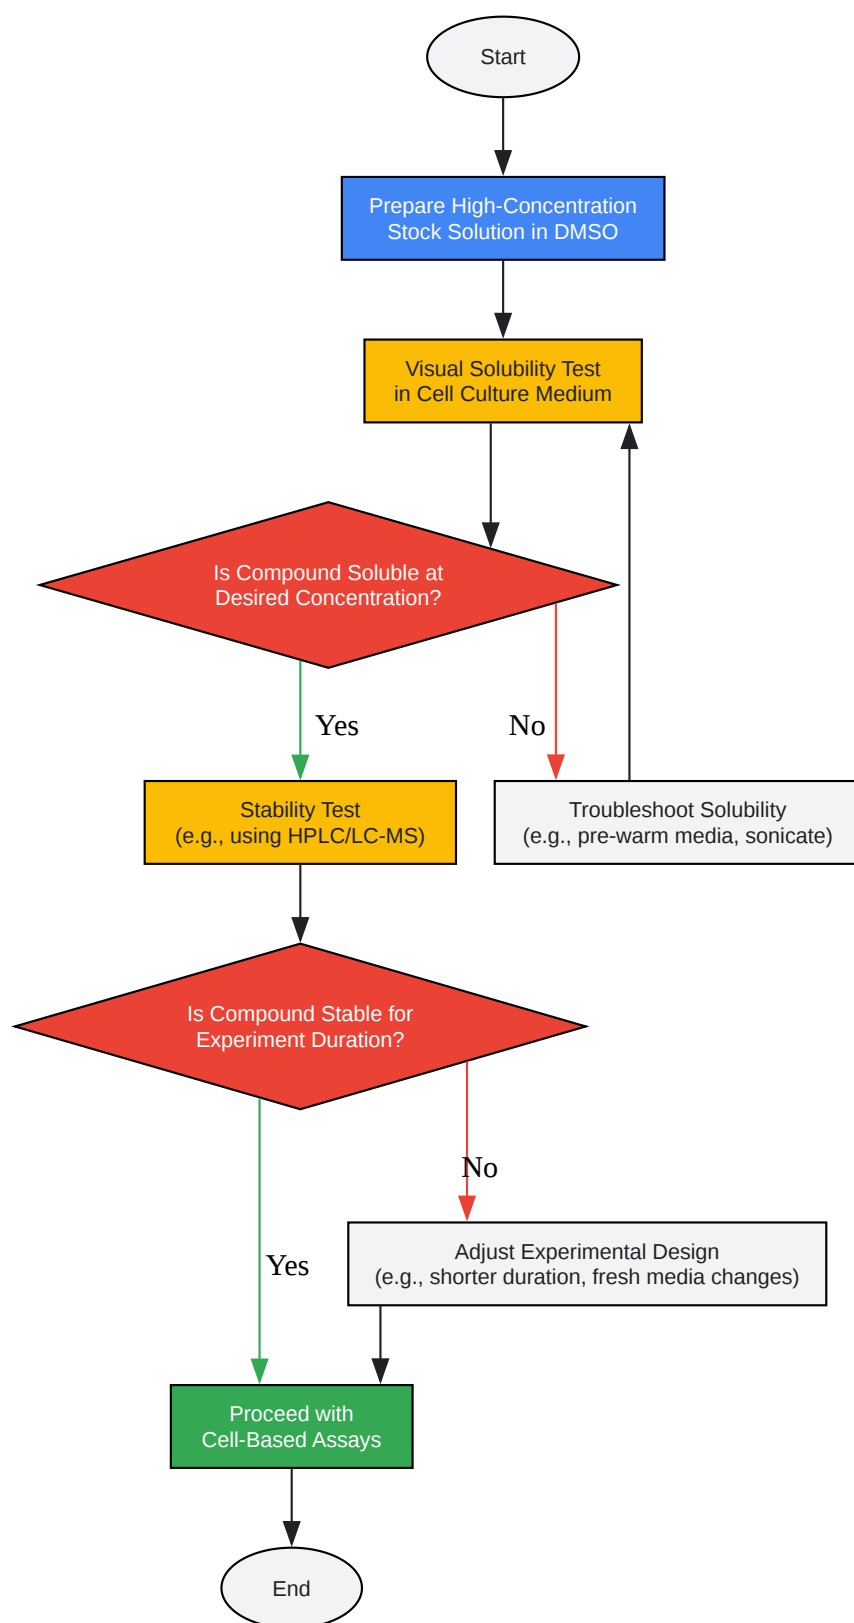 Start
Prepare High-Concentration
Stock Solution in DMSO
Visual Solubility Test
in Cell Culture Medium
Is Compound Soluble at
Desired Concentration?
Yes
No
Stability Test
(e.g., using HPLC/LC-MS)
Troubleshoot Solubility
(e.g., pre-warm media, sonicate)
Is Compound Stable for
Experiment Duration?
No
Adjust Experimental Design
(e.g., shorter duration, fresh media changes)
Yes
Proceed with
Cell-Based Assays
End